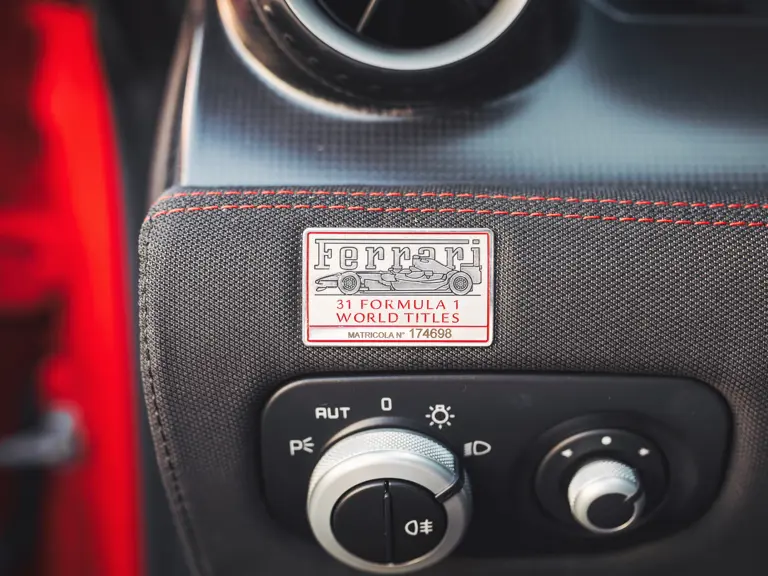 Ferrari
31 FORMULA 1
WORLD TITLES
MATRICOLA N° 174698
AUT
0
P